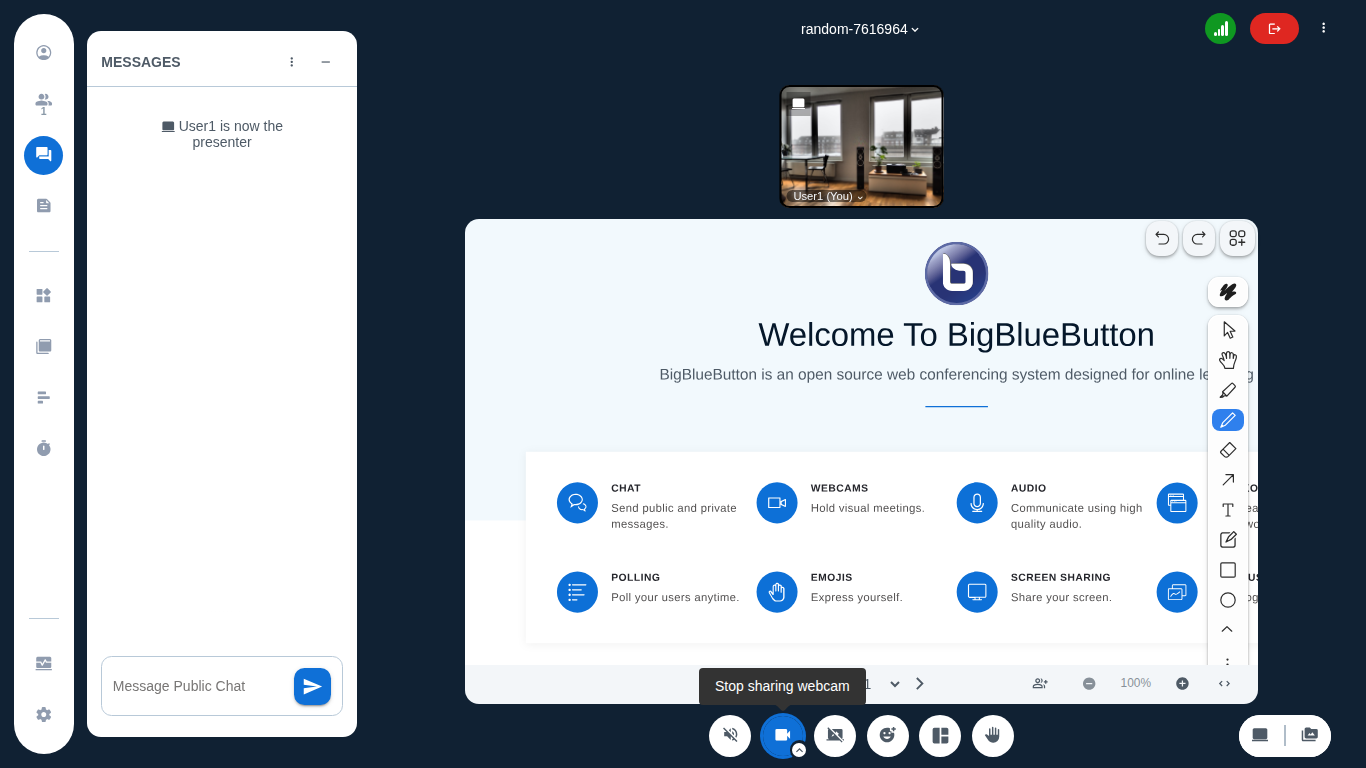 random-7616964
MESSAGES
1
User1 is now the
presenter
User1 (You)
Welcome To BigBlueButton
BigBlueButton is an open source web conferencing system designed for online
CHAT
Send public and private
messages.
WEBCAMS
Hold visual meetings.
AUDIO
Communicate using high
quality audio.
POLLING
Poll your users anytime.
EMOJIS
Express yourself.
SCREEN SHARING
Share your screen.
Message Public Chat
Stop sharing webcam
100%